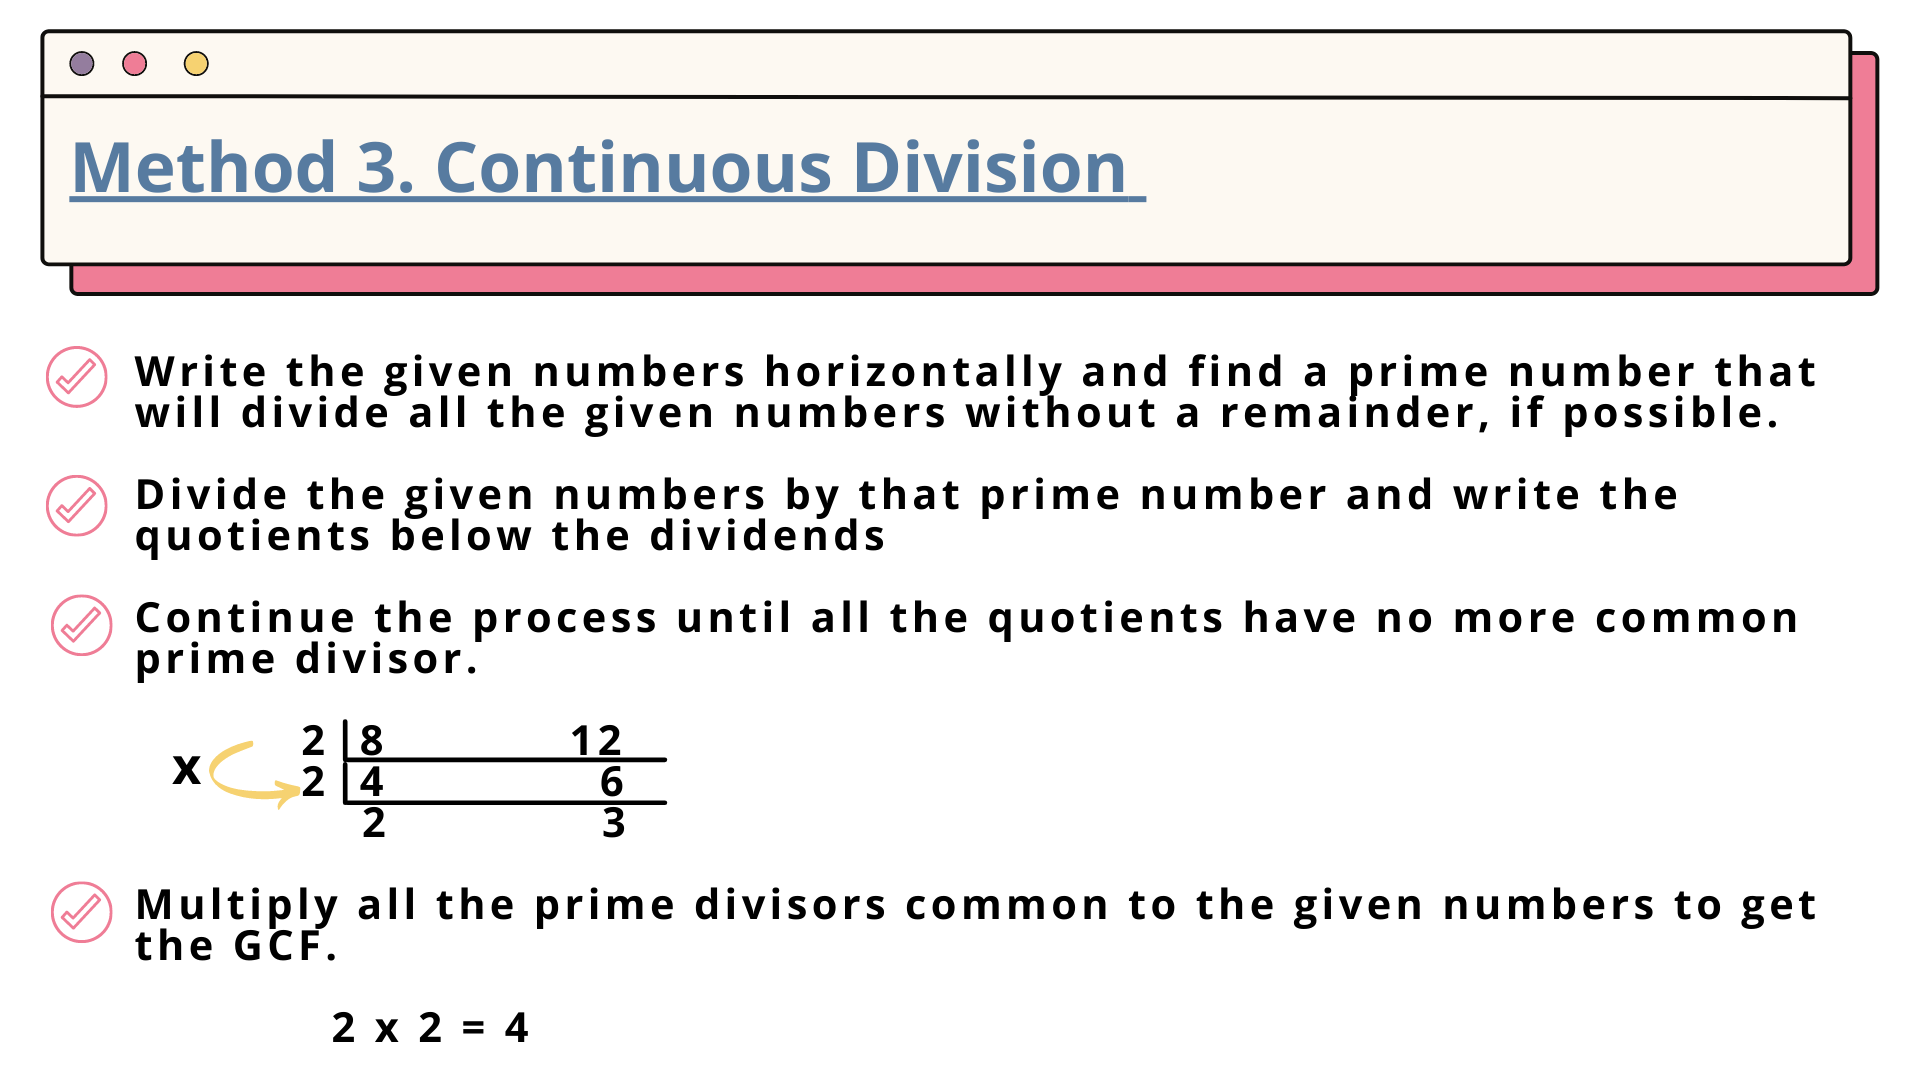 Method 3. Continuous Division
Write the given numbers horizontally and find a prime number that
will divide all the given numbers without a remainder, if possible.
Divide the given numbers by that prime number and write the
quotients below the dividends
Continue the process until all the quotients have no more common
prime divisor.
2 8 12
x
2 4 6
2 3
Multiply all the prime divisors common to the given numbers to get
the GCF.
2 x 2 = 4